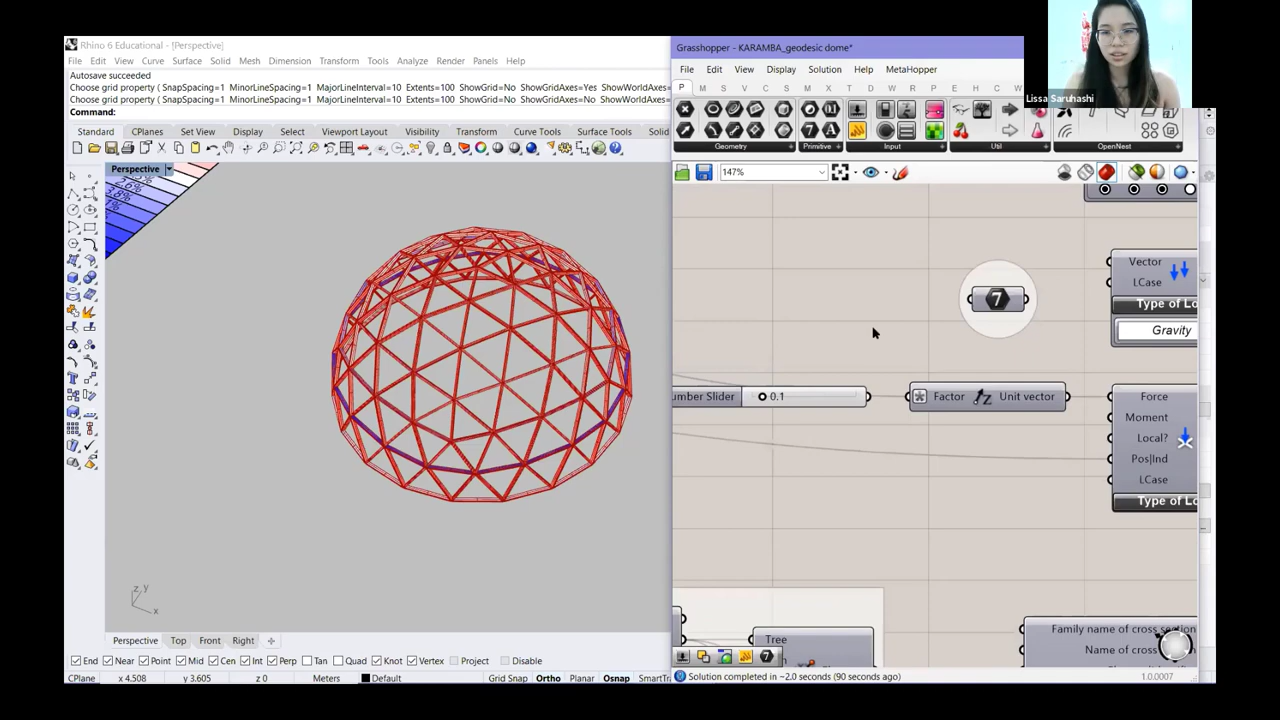 Rhino 6 Educational - [Perspective]
File Edit View Curve Surface Solid Mesh Dimension Transform Tools Analyze Render Panels Help
Autosave succeeded
Choose grid property ( SnapSpacing=1 MinorLineSpacing=1 MajorLineInterval=10 Extents=100 ShowGrid=Yes ShowGridAxes=Yes ShowWorldAxes=
Choose grid property ( SnapSpacing=1 MinorLineSpacing=1 MajorLineInterval=10 Extents=100 ShowGrid=No ShowGridAxes=No ShowWorldAxes=
Command:
Standard CPlanes Set View Display Select Viewport Layout Visibility Transform Curve Tools Surface Tools Solid
Perspective
2.6%
3.8%
z y
x
Perspective Top Front Right
End Near Point Mid Cen Int Perp Tan Quad Knot Vertex Project Disable
CPlane x 4.508 y 3.605 z 0 Meters Default Grid Snap Ortho Planar Osnap SmartTr
Grasshopper - KARAMBA_geodesic dome*
Lissa Saruhashi
File Edit View Display Solution Help MetaHopper
P M S V C S M X T D W R P S A E H C W
Geometry Primitive Input Util OpenNest
147%
Vector
LCase
Type of Lo
Gravity
7
umber Slider 0.1
Factor Unit vector
Force
Moment
Local?
Pos|Ind
LCase
Type of Lo
Tree
Family name of cross section
Name of cross
Solution completed in ~2.0 seconds (90 seconds ago)
1.0.0007